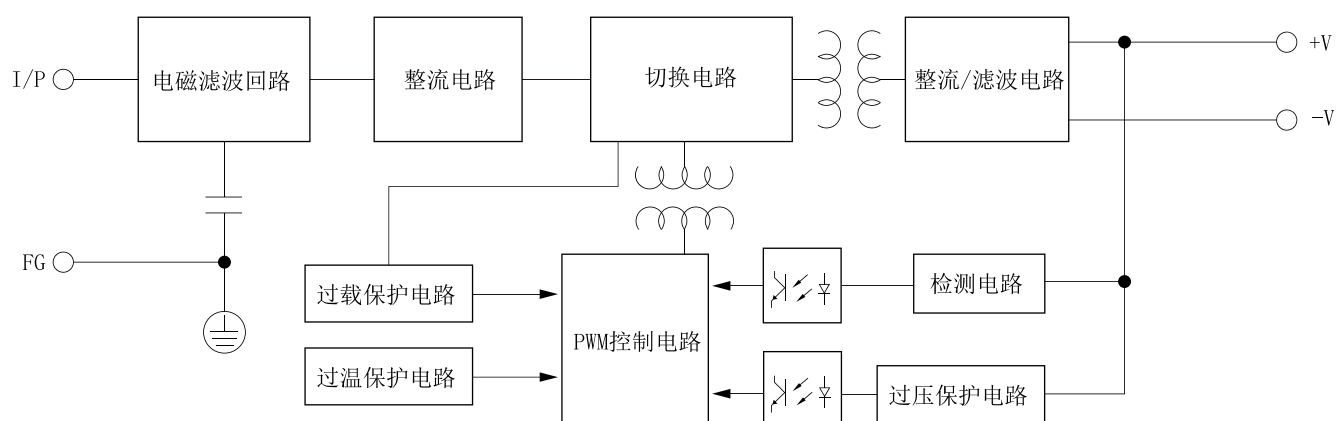 I/P
电磁滤波回路
整流电路
切换电路
整流/滤波电路
+V
-V
FG
过载保护电路
过温保护电路
PWM控制电路
检测电路
过压保护电路